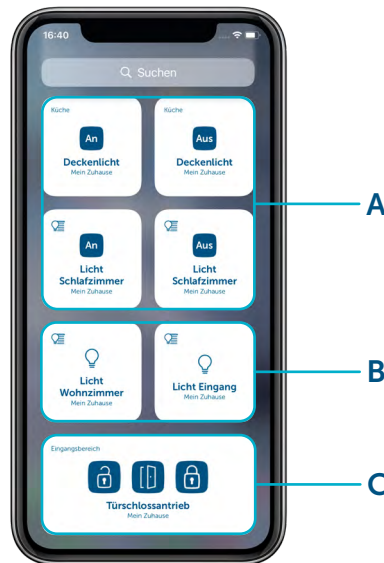 16:40
Suchen
Küche
An
Deckenlicht
Mein Zuhause
Küche
Aus
Deckenlicht
Mein Zuhause
A
An
Licht
Schlafzimmer
Mein Zuhause
Aus
Licht
Schlafzimmer
Mein Zuhause
Licht
Wohnzimmer
Mein Zuhause
Licht Eingang
Mein Zuhause
B
Eingangsbereich
Türschlossantrieb
Mein Zuhause
C